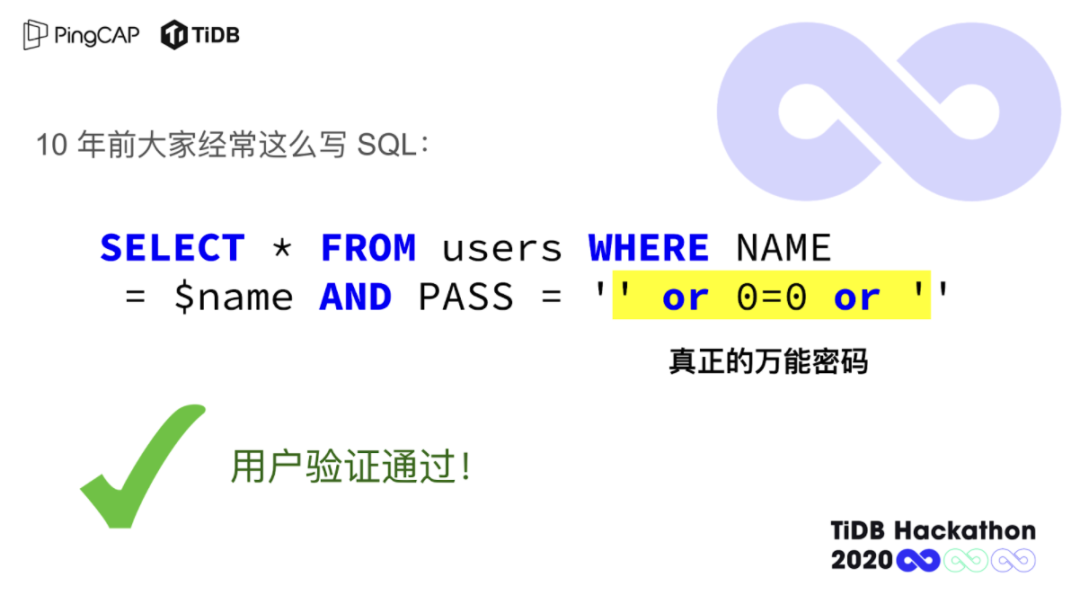 PingCAP TiDB
10 年前大家经常这么写 SQL：
SELECT * FROM users WHERE NAME
= $name AND PASS = '' or 0=0 or ''
真正的万能密码
用户验证通过！
TiDB Hackathon
2020